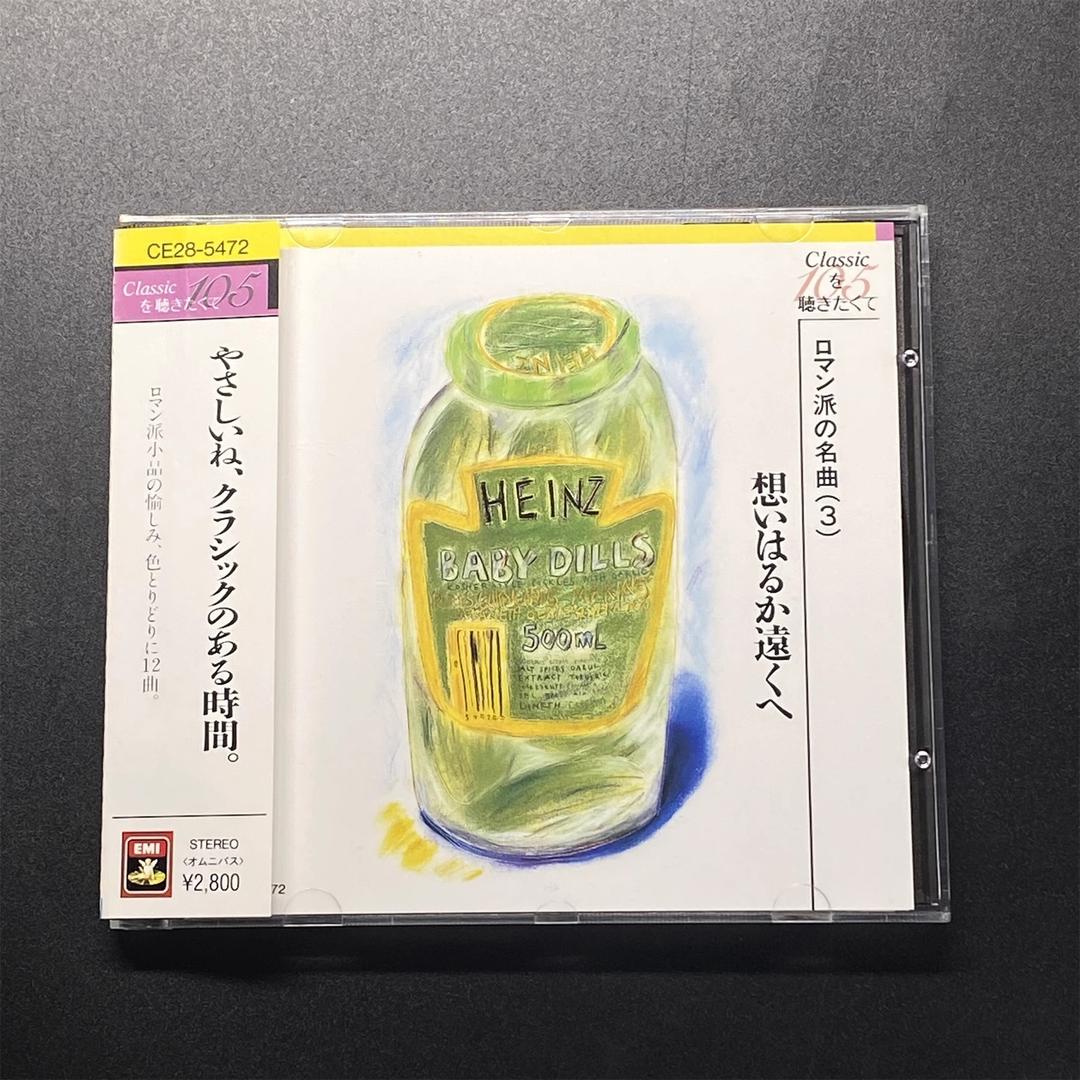 CE28-5472
Classic
を聴きたくて
105
やさしいね、クラシックのある時間。
ロマン派小品の愉しみ、色とりどりに12曲。
EMI
STEREO
〈オムニバス〉
¥2,800
72
HEINZ
HEINZ
BABY DILLS
500mL
Classic
を
聴きたくて
105
ロマン派の名曲(3)
想いはるか遠くへ